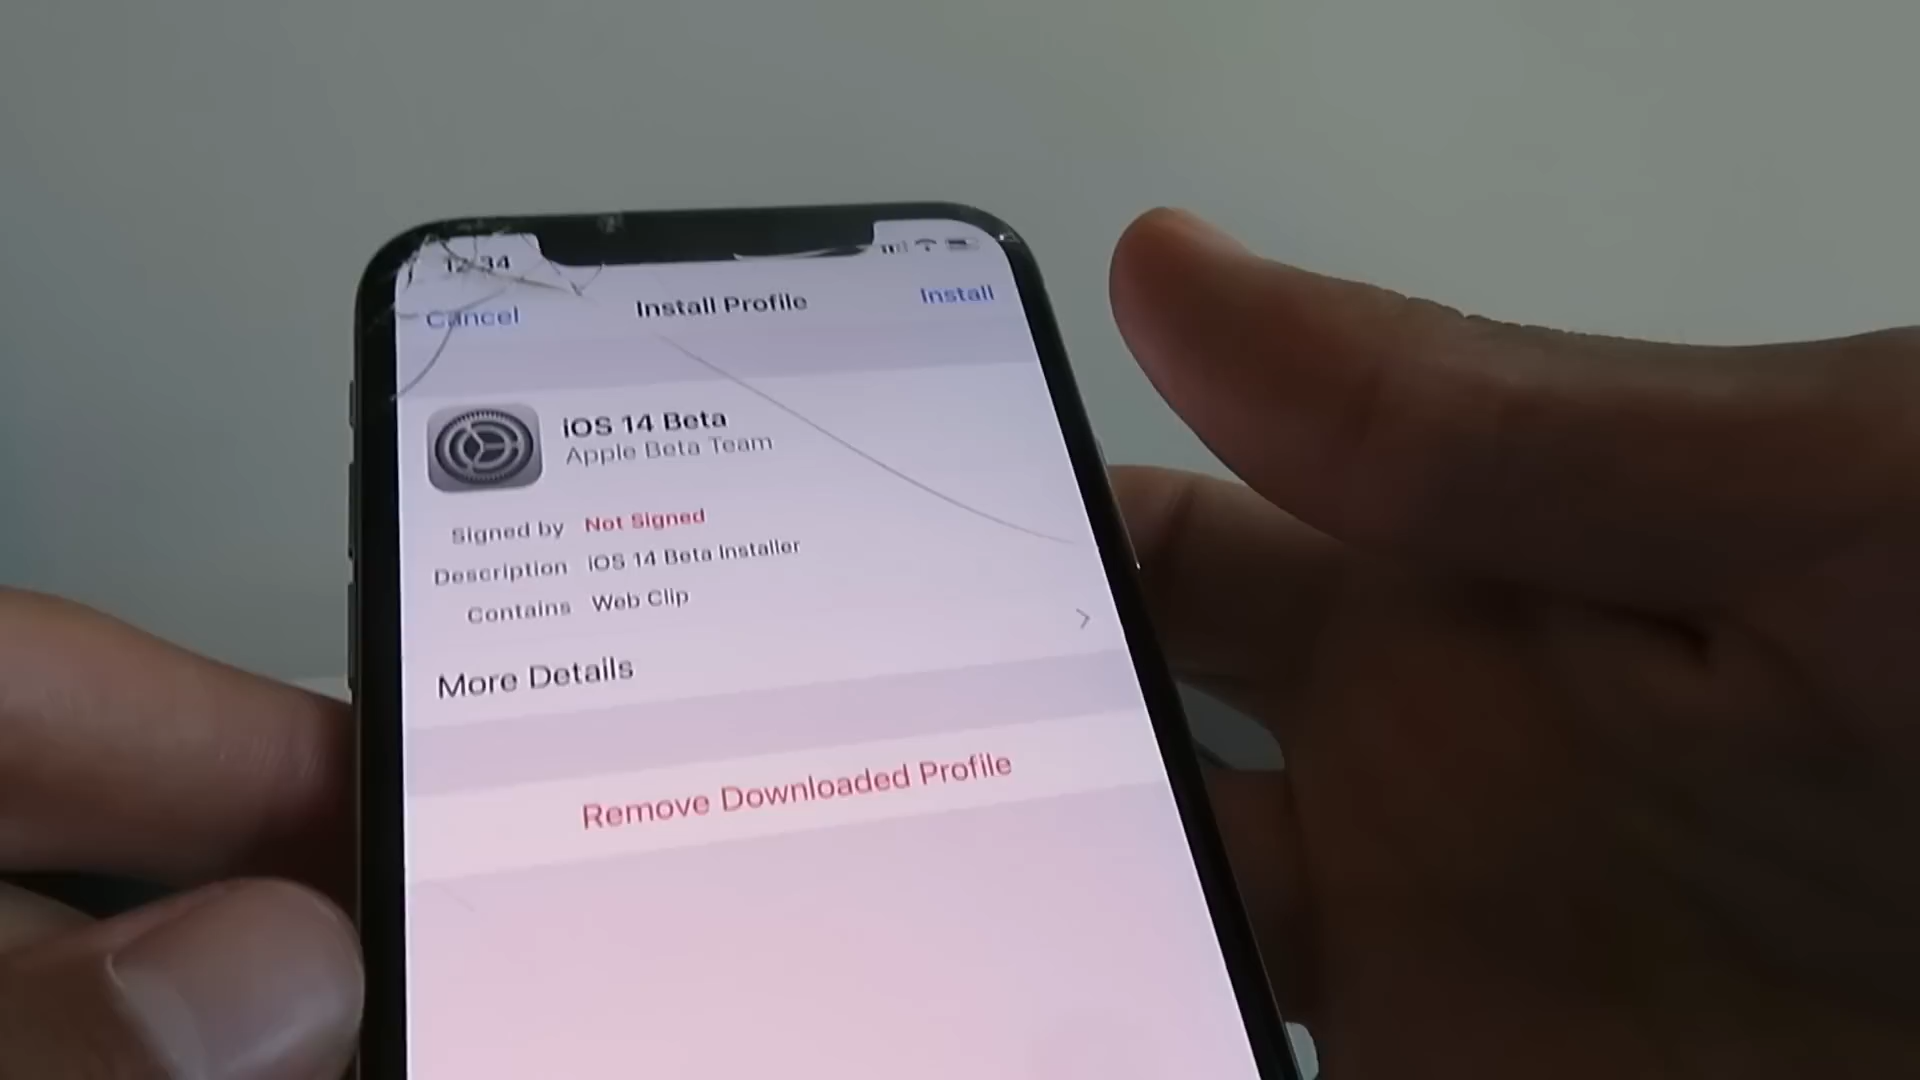 12:34
Cancel Install Profile Install
iOS 14 Beta
Apple Beta Team
Signed by Not Signed
Description iOS 14 Beta Installer
Contains Web Clip
More Details
Remove Downloaded Profile